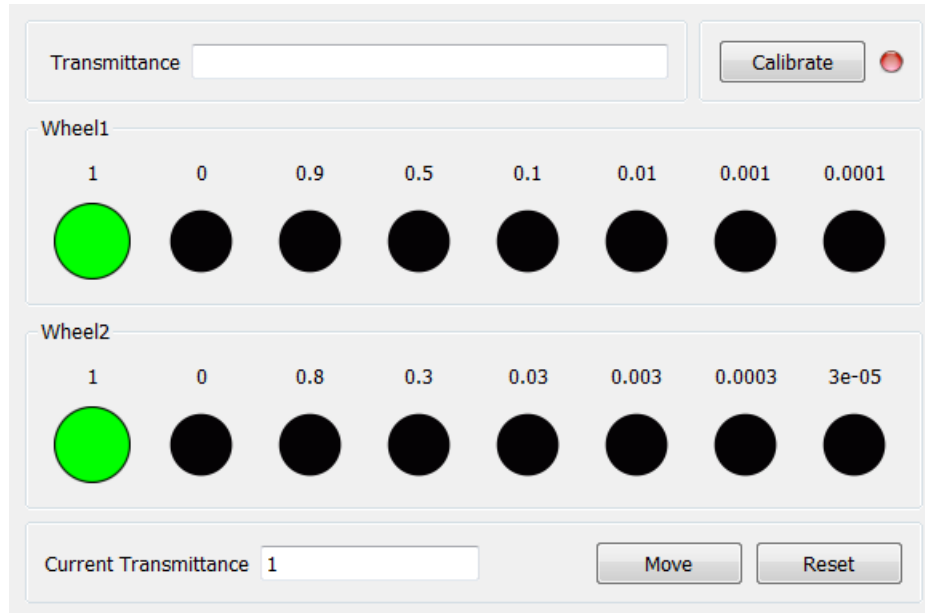 Transmittance Calibrate
Wheel1
1 0 0.9 0.5 0.1 0.01 0.001 0.0001
Wheel2
1 0 0.8 0.3 0.03 0.003 0.0003 3e-05
Current Transmittance 1 Move Reset